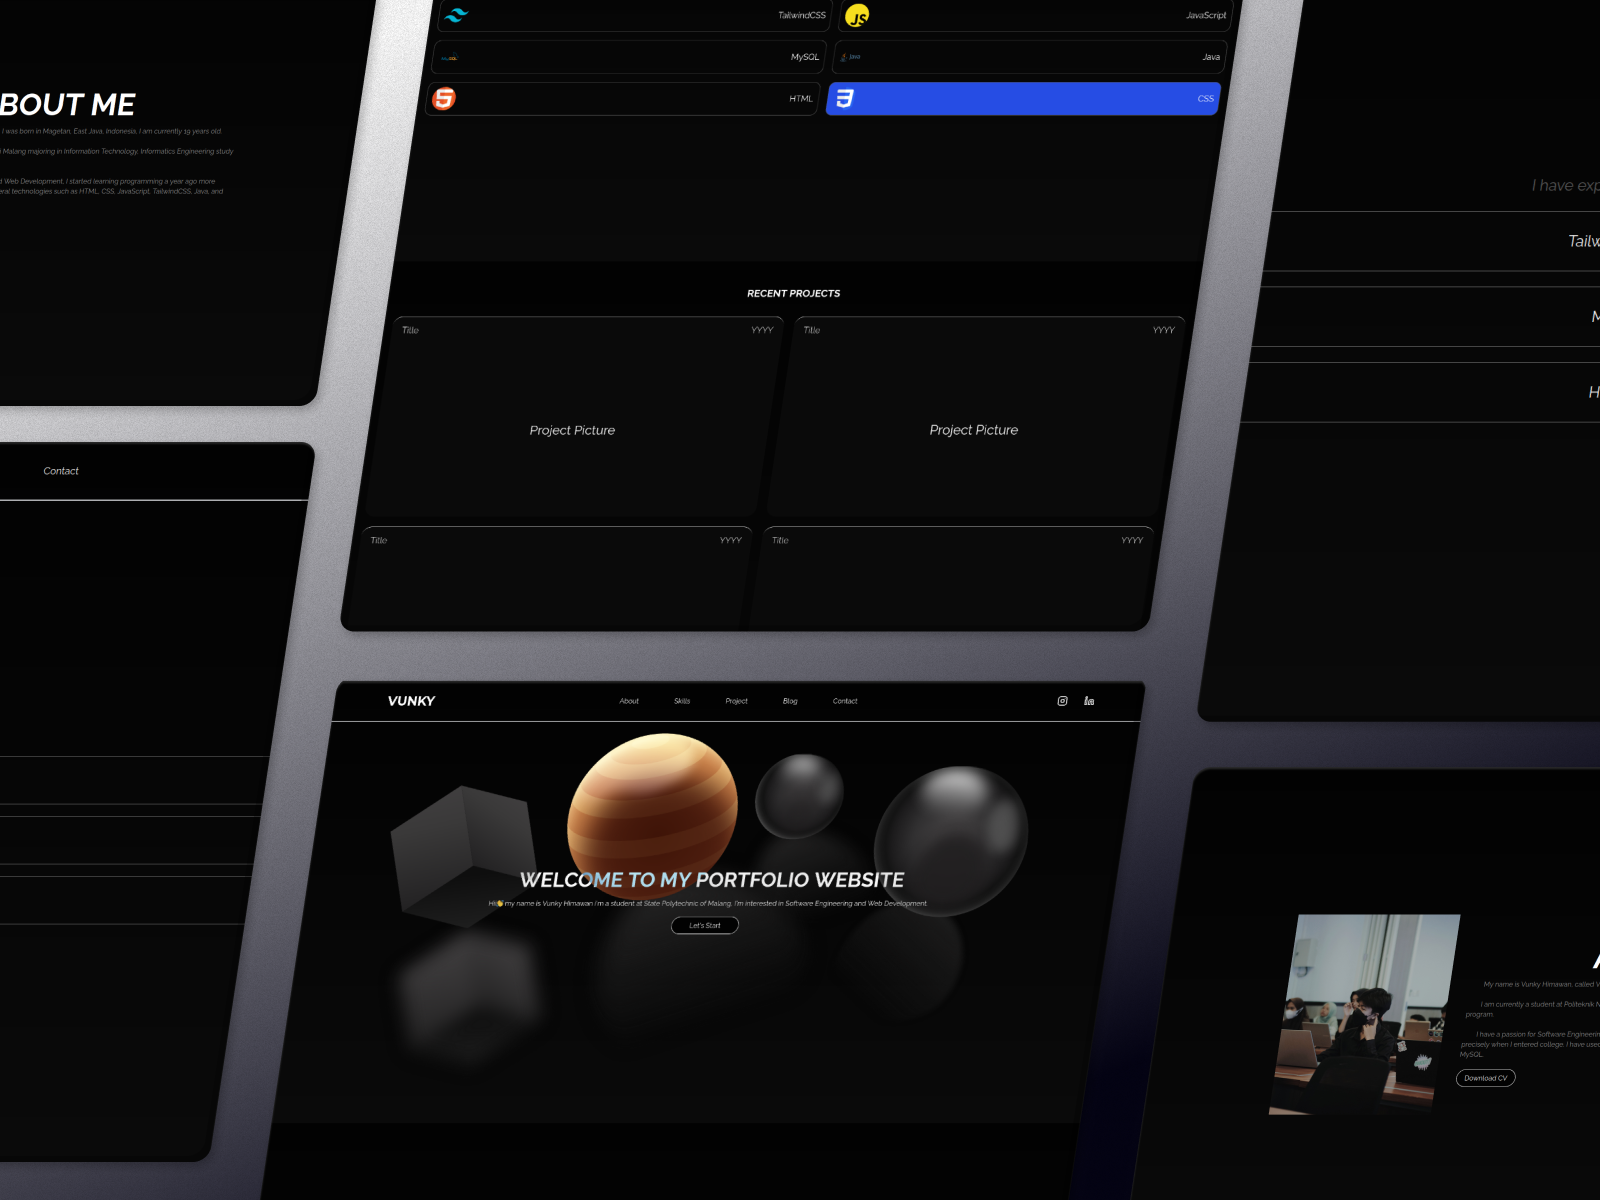 BOUT ME
I was born in Magetan, East Java, Indonesia. I am currently 19 years old.
Malang majoring in Information Technology, Informatics Engineering study
d Web Development, I started learning programming a year ago more
eral technologies such as HTML, CSS, JavaScript, TailwindCSS, Java, and
Contact
TailwindCSS
JS
JavaScript
MySQL
MySQL
Java
Java
5
HTML
3
CSS
RECENT PROJECTS
Title
YYYY
Title
YYYY
Project Picture
Project Picture
Title
YYYY
Title
YYYY
I have exp
Tailw
M
H
VUNKY
About
Skills
Project
Blog
Contact
in
WELCOME TO MY PORTFOLIO WEBSITE
Hi👋 my name is Vunky Himawan I'm a student at State Polytechnic of Malang. I'm interested in Software Engineering and Web Development
Let's Start
A
My name is Vunky Himawan, called V
I am currently a student at Politeknik N
program.
I have a passion for Software Engineerin
precisely when I entered college. I have used
MySQL.
Download CV